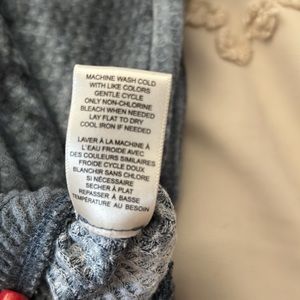 MACHINE WASH COLD
WITH LIKE COLORS
GENTLE CYCLE
ONLY NON-CHLORINE
BLEACH WHEN NEEDED
LAY FLAT TO DRY
COOL IRON IF NEEDED
LAVER À LA MACHINE À
L'EAU FROIDE AVEC
DES COULEURS SIMILAIRES
FROIDE CYCLE DOUX
BLANCHIR SANS CHLORE
SI NÉCESSAIRE
SECHER À PLAT
REPASSER À BASSE
TEMPÉRATURE AU BESOIN